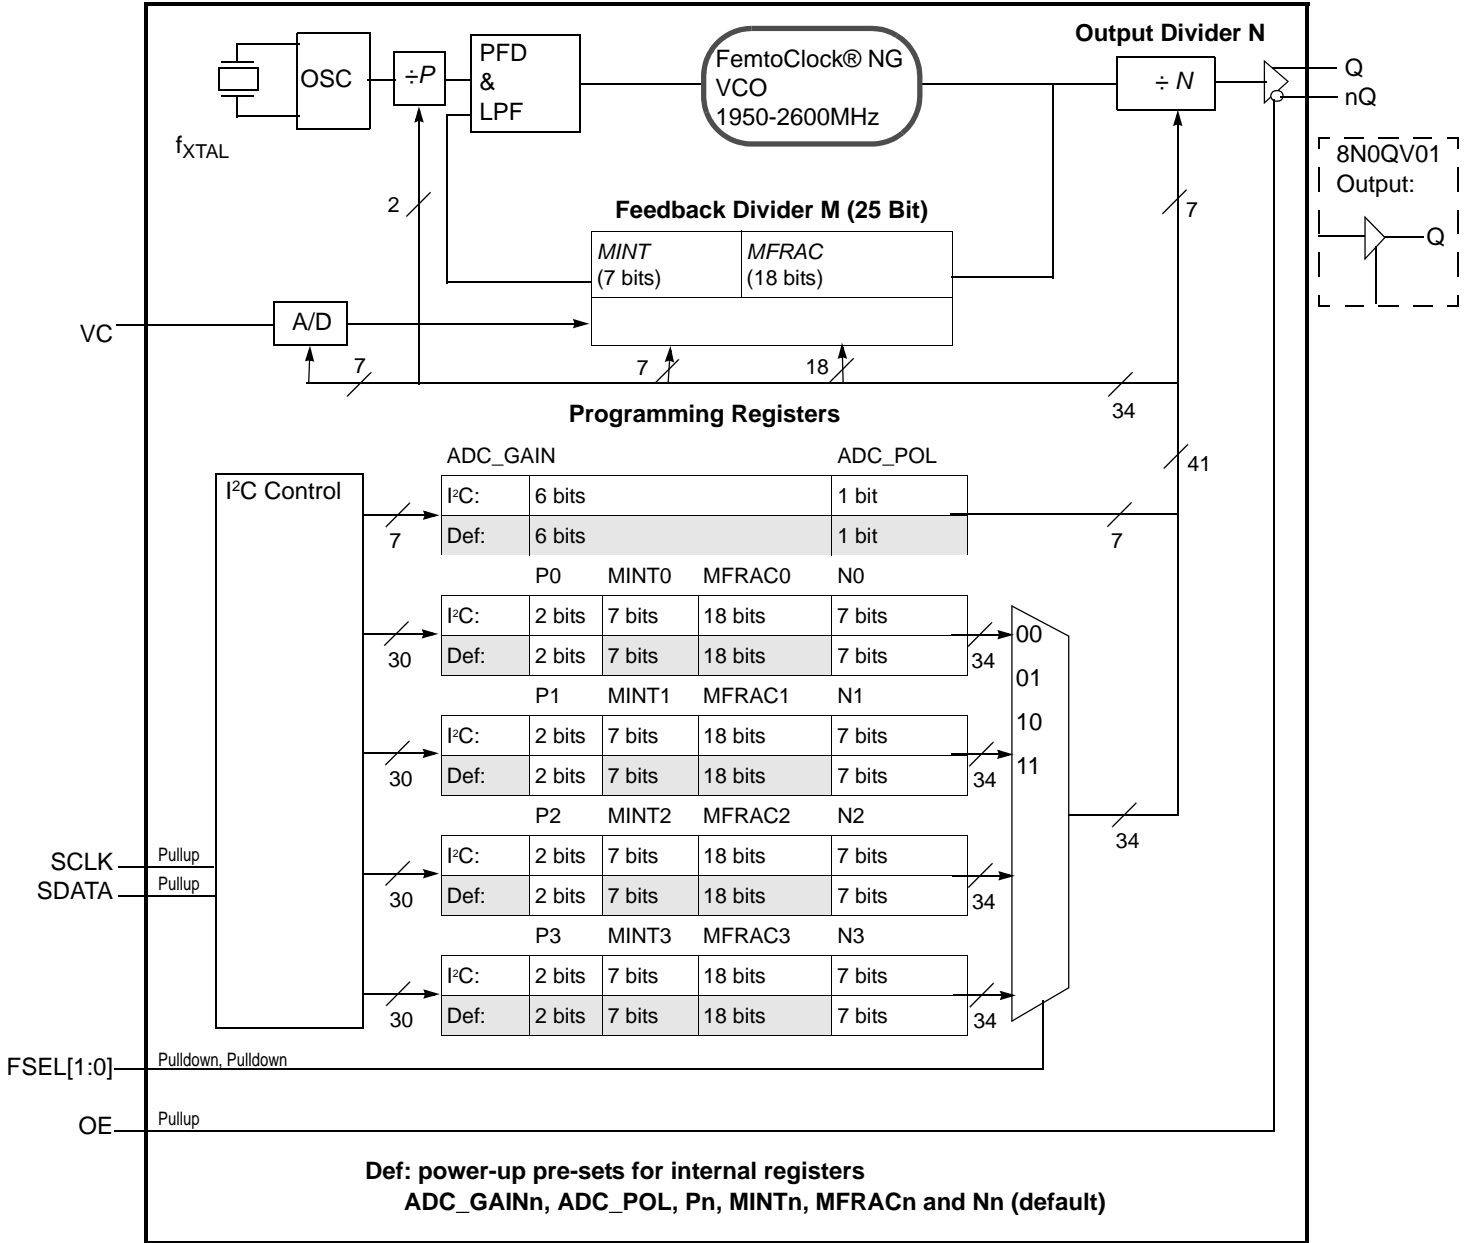 Output Divider N
OSC
÷P
PFD
&
LPF
FemtoClock® NG
VCO
1950-2600MHz
÷ N
Q
nQ
fXTAL
8N0QV01
Output:
Q
2
7
Feedback Divider M (25 Bit)
MINT
(7 bits)
MFRAC
(18 bits)
VC
A/D
7
7
18
34
Programming Registers
41
ADC_GAIN
ADC_POL
I²C Control
I²C: 6 bits 1 bit
Def: 6 bits 1 bit
7
7
P0 MINT0 MFRAC0 N0
I²C: 2 bits 7 bits 18 bits 7 bits
Def: 2 bits 7 bits 18 bits 7 bits
30
34
00
01
10
11
P1 MINT1 MFRAC1 N1
I²C: 2 bits 7 bits 18 bits 7 bits
Def: 2 bits 7 bits 18 bits 7 bits
30
34
P2 MINT2 MFRAC2 N2
I²C: 2 bits 7 bits 18 bits 7 bits
Def: 2 bits 7 bits 18 bits 7 bits
30
34
34
SCLK Pullup
SDATA Pullup
P3 MINT3 MFRAC3 N3
I²C: 2 bits 7 bits 18 bits 7 bits
Def: 2 bits 7 bits 18 bits 7 bits
30
34
FSEL[1:0] Pulldown, Pulldown
OE Pullup
Def: power-up pre-sets for internal registers
ADC_GAINn, ADC_POL, Pn, MINTn, MFRACn and Nn (default)